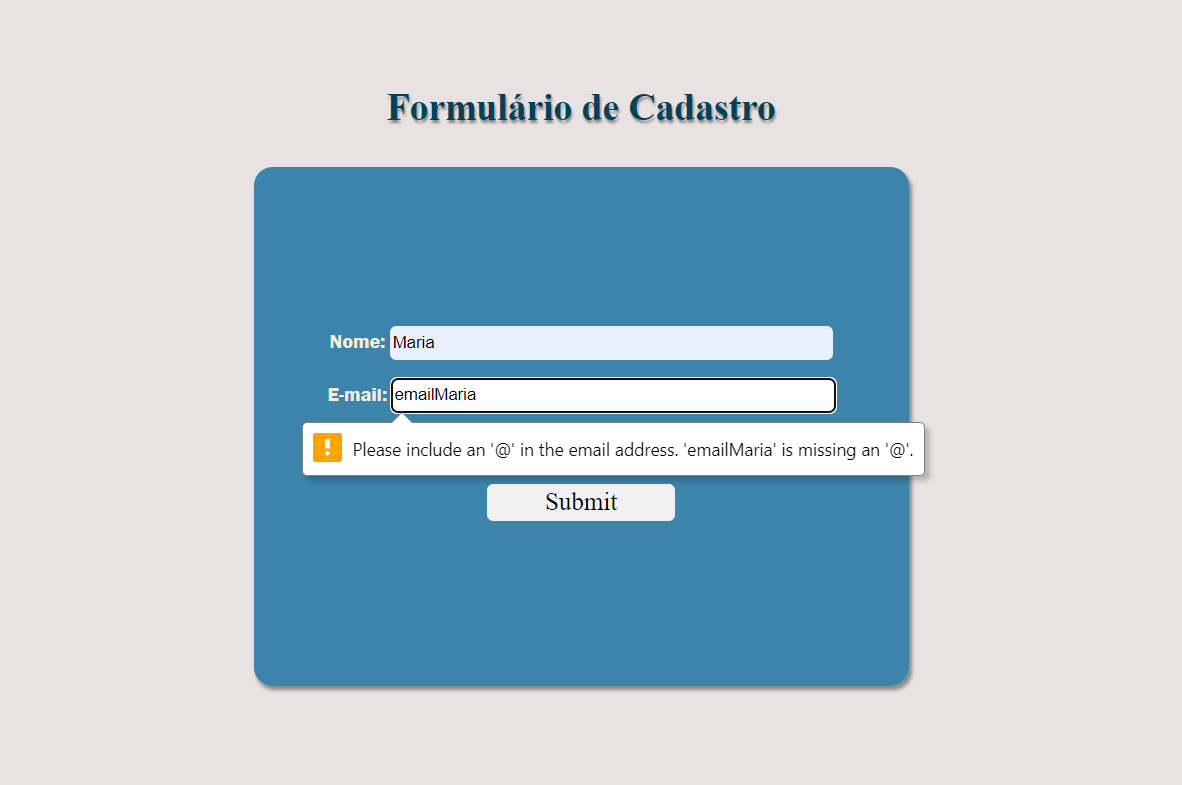 Formulário de Cadastro
Nome: Maria
E-mail: emailMaria
Please include an '@' in the email address. 'emailMaria' is missing an '@'.
Submit